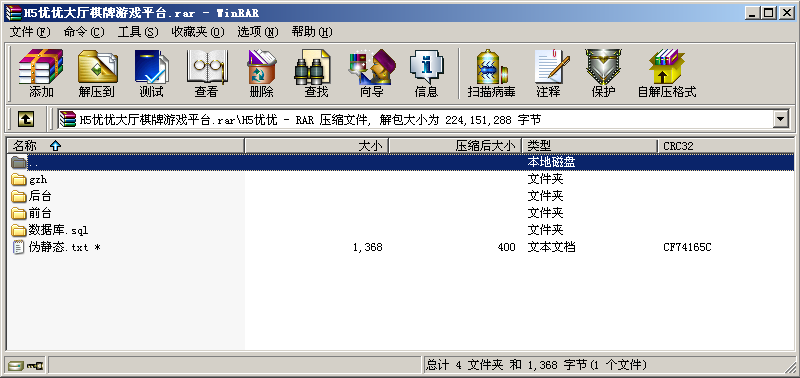 H5优优大厅棋牌游戏平台.rar - WinRAR
文件(F) 命令(C) 工具(S) 收藏夹(O) 选项(N) 帮助(H)
添加 解压到 测试 查看 删除 查找 向导 信息 扫描病毒 注释 保护 自解压格式
H5优优大厅棋牌游戏平台.rar\H5优优 - RAR 压缩文件, 解包大小为 224,151,288 字节
名称 大小 压缩后大小 类型 CRC32
.. 本地磁盘
gzh 文件夹
后台 文件夹
前台 文件夹
数据库.sql 文件夹
伪静态.txt * 1,368 400 文本文档 CF74165C
总计 4 文件夹 和 1,368 字节(1 个文件)